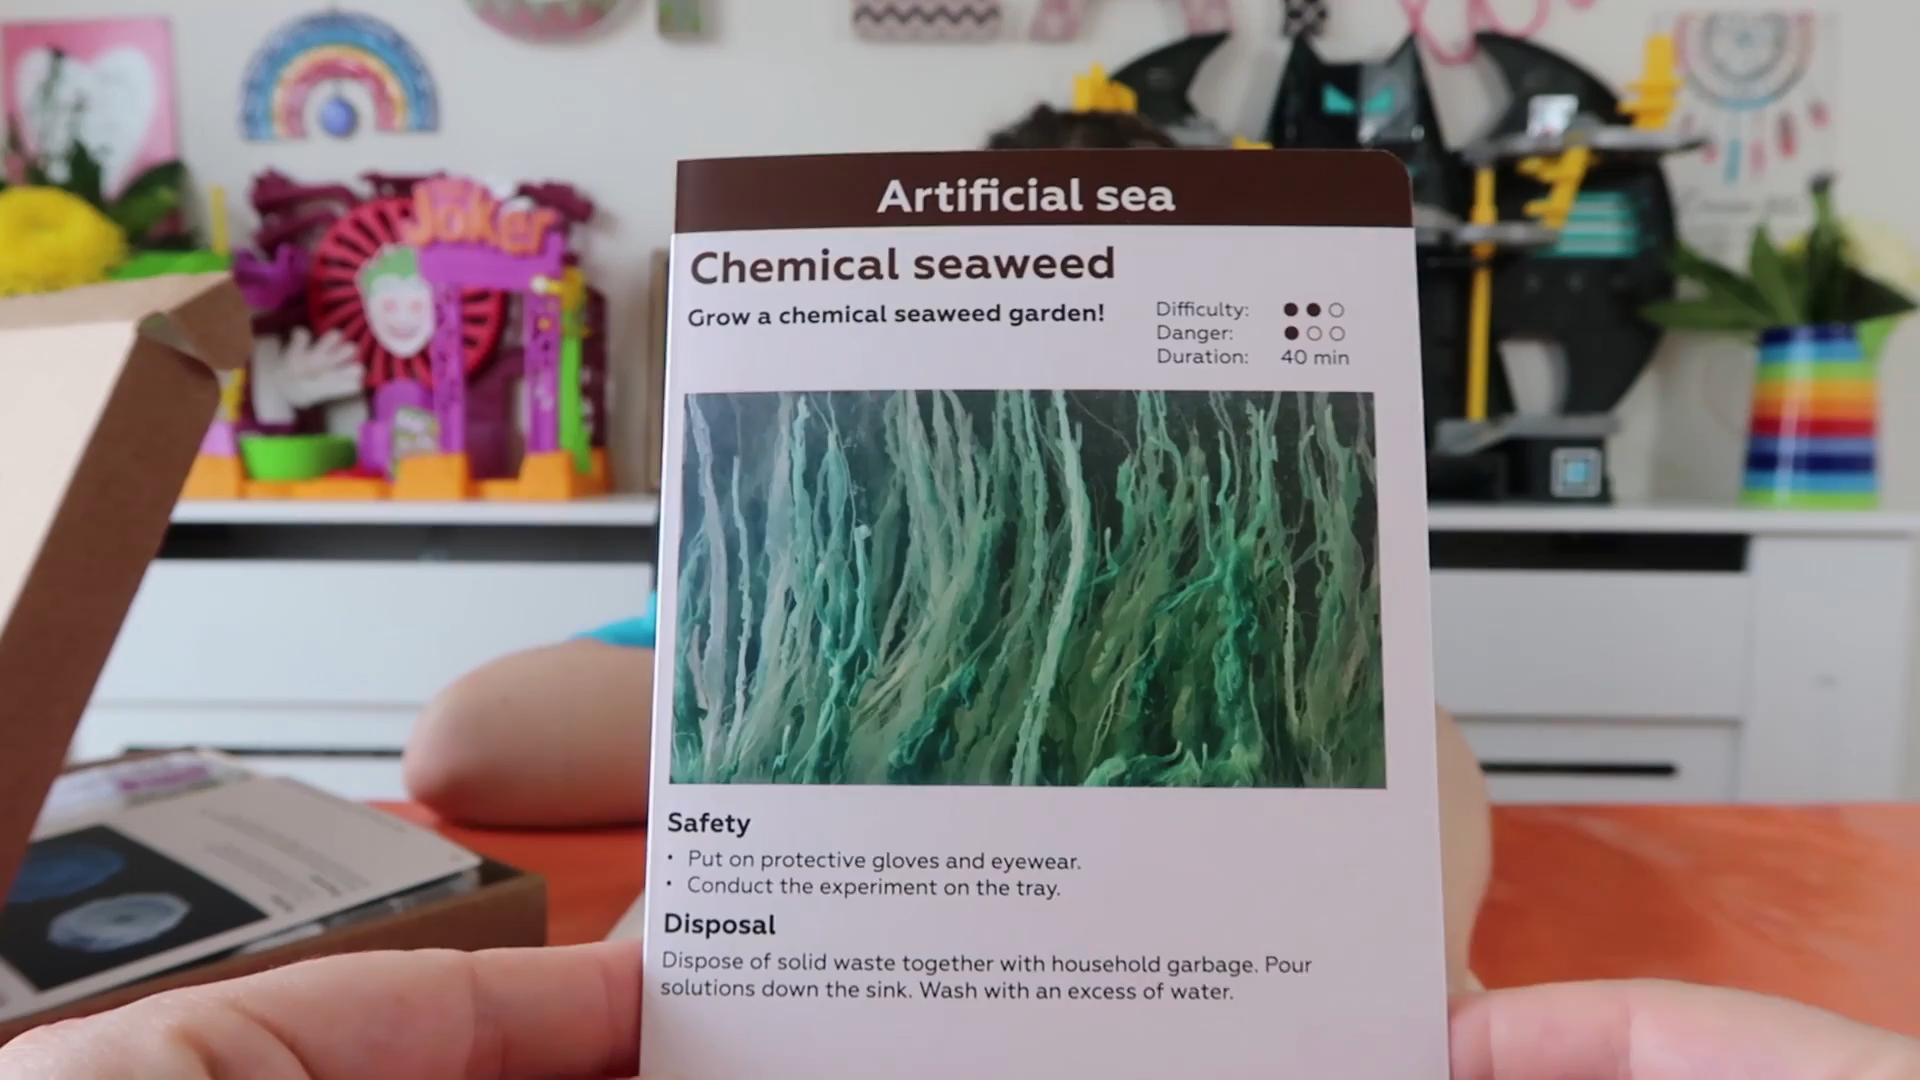 Joker
Artificial sea
Chemical seaweed
Grow a chemical seaweed garden!
Difficulty:
Danger:
Duration: 40 min
Safety
• Put on protective gloves and eyewear.
• Conduct the experiment on the tray.
Disposal
Dispose of solid waste together with household garbage. Pour
solutions down the sink. Wash with an excess of water.